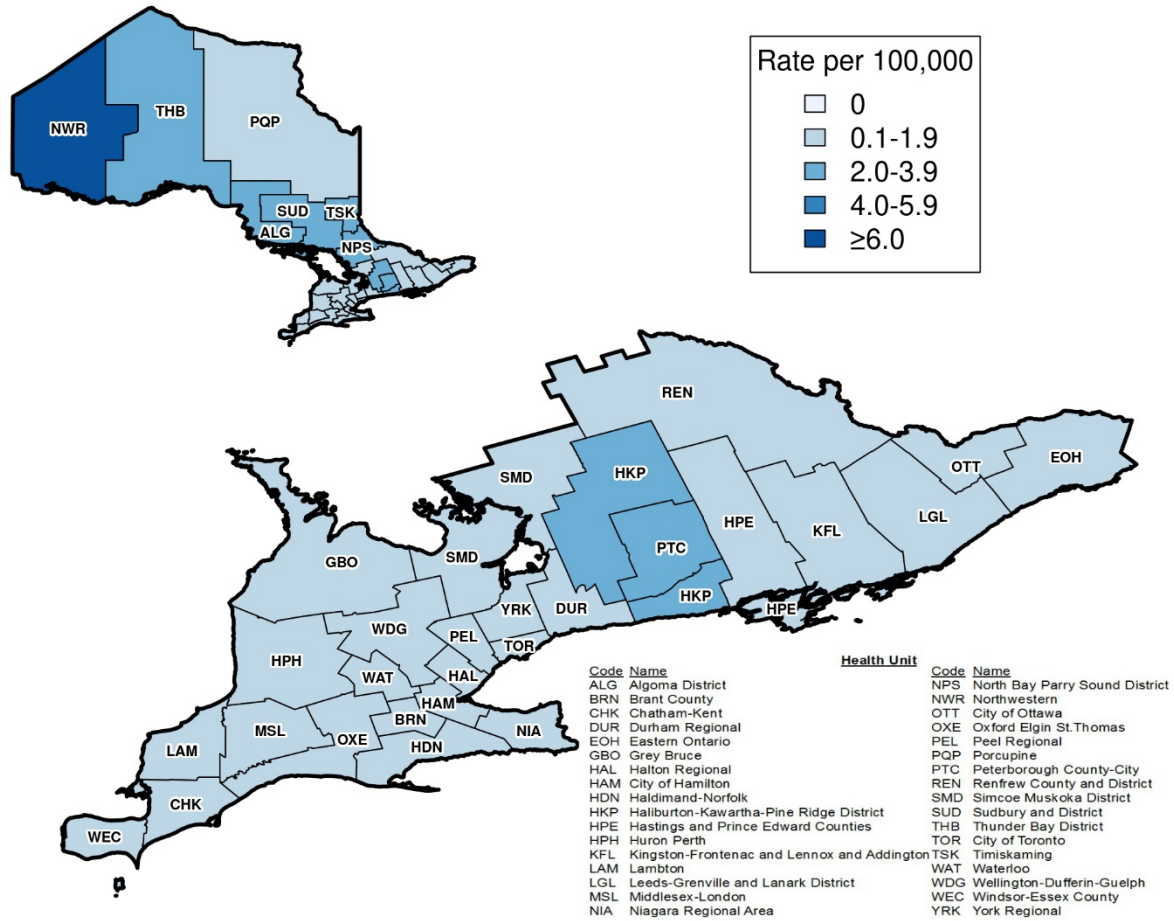 NWR
THB
PQP
SUD
TSK
ALG
NPS
Rate per 100,000
0
0.1-1.9
2.0-3.9
4.0-5.9
≥6.0
REN
SMD
HKP
OTT
EOH
HPE
KFL
LGL
PTC
GBO
SMD
YRK
DUR
HKP
HPE
WDG
PEL
TOR
HPH
WAT
HAL
HAM
BRN
MSL
OXE
NIA
HDN
LAM
CHK
WEC
Health Unit
Code Name
ALG Algoma District
BRN Brant County
CHK Chatham-Kent
DUR Durham Regional
EOH Eastern Ontario
GBO Grey Bruce
HAL Halton Regional
HAM City of Hamilton
HDN Haldimand-Norfolk
HKP Haliburton-Kawartha-Pine Ridge District
HPE Hastings and Prince Edward Counties
HPH Huron Perth
KFL Kingston-Frontenac and Lennox and Addington
LAM Lambton
LGL Leeds-Grenville and Lanark District
MSL Middlesex-London
NIA Niagara Regional Area
Code Name
NPS North Bay Parry Sound District
NWR Northwestern
OTT City of Ottawa
OXE Oxford Elgin St.Thomas
PEL Peel Regional
PQP Porcupine
PTC Peterborough County-City
REN Renfrew County and District
SMD Simcoe Muskoka District
SUD Sudbury and District
THB Thunder Bay District
TOR City of Toronto
TSK Timiskaming
WAT Waterloo
WDG Wellington-Dufferin-Guelph
WEC Windsor-Essex County
YRK York Regional